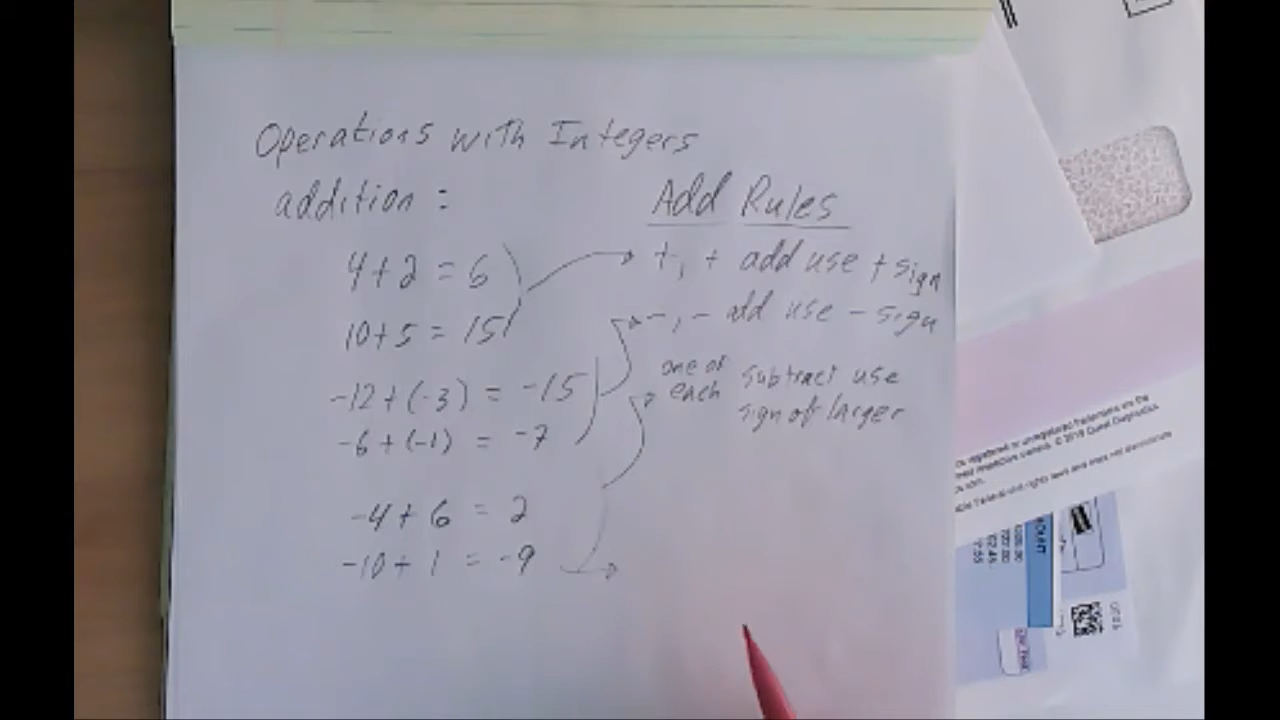 Operations with Integers
addition :
4 + 2 = 6
10 + 5 = 15
-12 + (-3) = -15
-6 + (-1) = -7
-4 + 6 = 2
-10 + 1 = -9
Add Rules
+, + add use + sign
-, - add use - sign
one of each subtract use
sign of larger